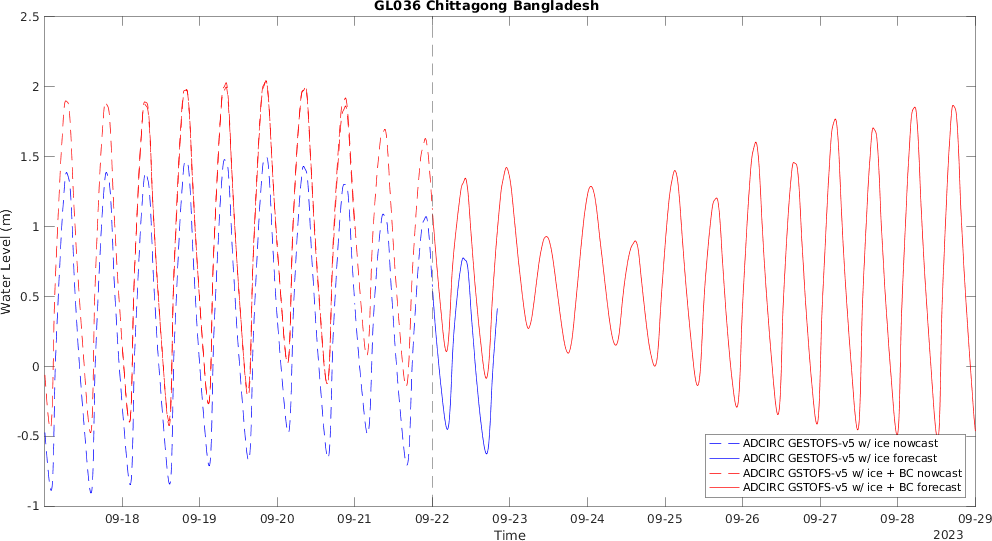 GL036 Chittagong Bangladesh
2.5
2
1.5
1
0.5
0
-0.5
-1
Water Level (m)
ADCIRC GESTOFS-v5 w/ ice nowcast
ADCIRC GESTOFS-v5 w/ ice forecast
ADCIRC GSTOFS-v5 w/ ice + BC nowcast
ADCIRC GSTOFS-v5 w/ ice + BC forecast
09-18 09-19 09-20 09-21 09-22 09-23 09-24 09-25 09-26 09-27 09-28 09-29
Time
2023